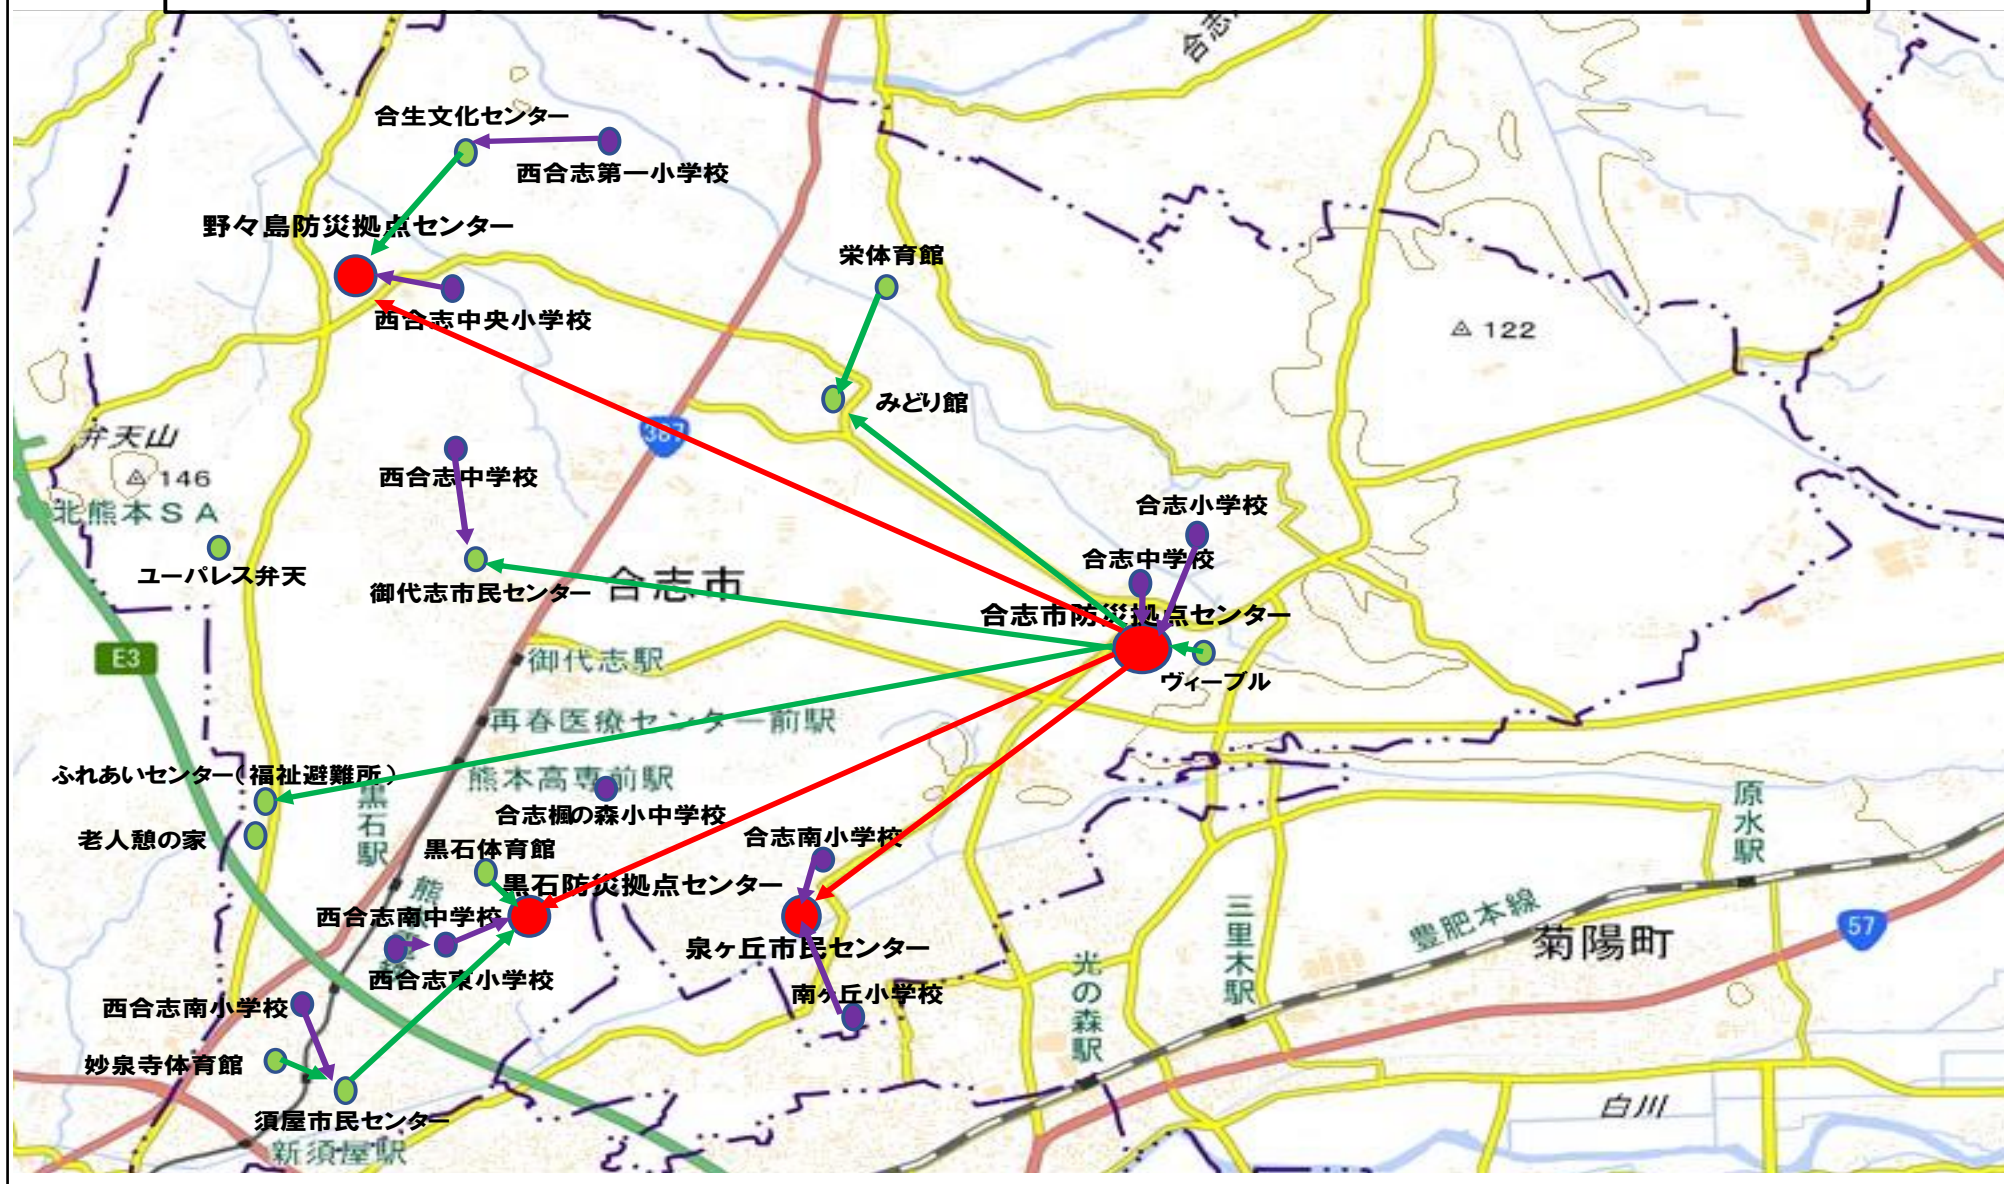 合志
合生文化センター
西合志第一小学校
野々島防災拠点センター
栄体育館
西合志中央小学校
122
みどり館
387
弁天山
146
西合志中学校
北熊本SA
合志小学校
合志中学校
ユーパレス弁天
御代志市民センター
合志市
合志市防災拠点センター
E3
御代志駅
ヴィーブル
再春医療センター前駅
ふれあいセンター(福祉避難所)
熊本高専前駅
黒石駅
原水駅
合志楓の森小中学校
老人憩の家
合志南小学校
黒石体育館
黒石防災拠点センター
西合志南中学校
三里木駅
豊肥本線
57
菊陽町
泉ヶ丘市民センター
西合志東小学校
光の森駅
南ヶ丘小学校
西合志南小学校
妙泉寺体育館
須屋市民センター
白川
新須屋駅